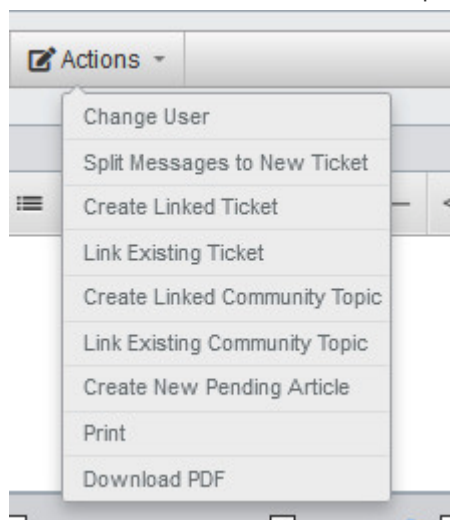 Actions
Change User
Split Messages to New Ticket
Create Linked Ticket
Link Existing Ticket
Create Linked Community Topic
Link Existing Community Topic
Create New Pending Article
Print
Download PDF